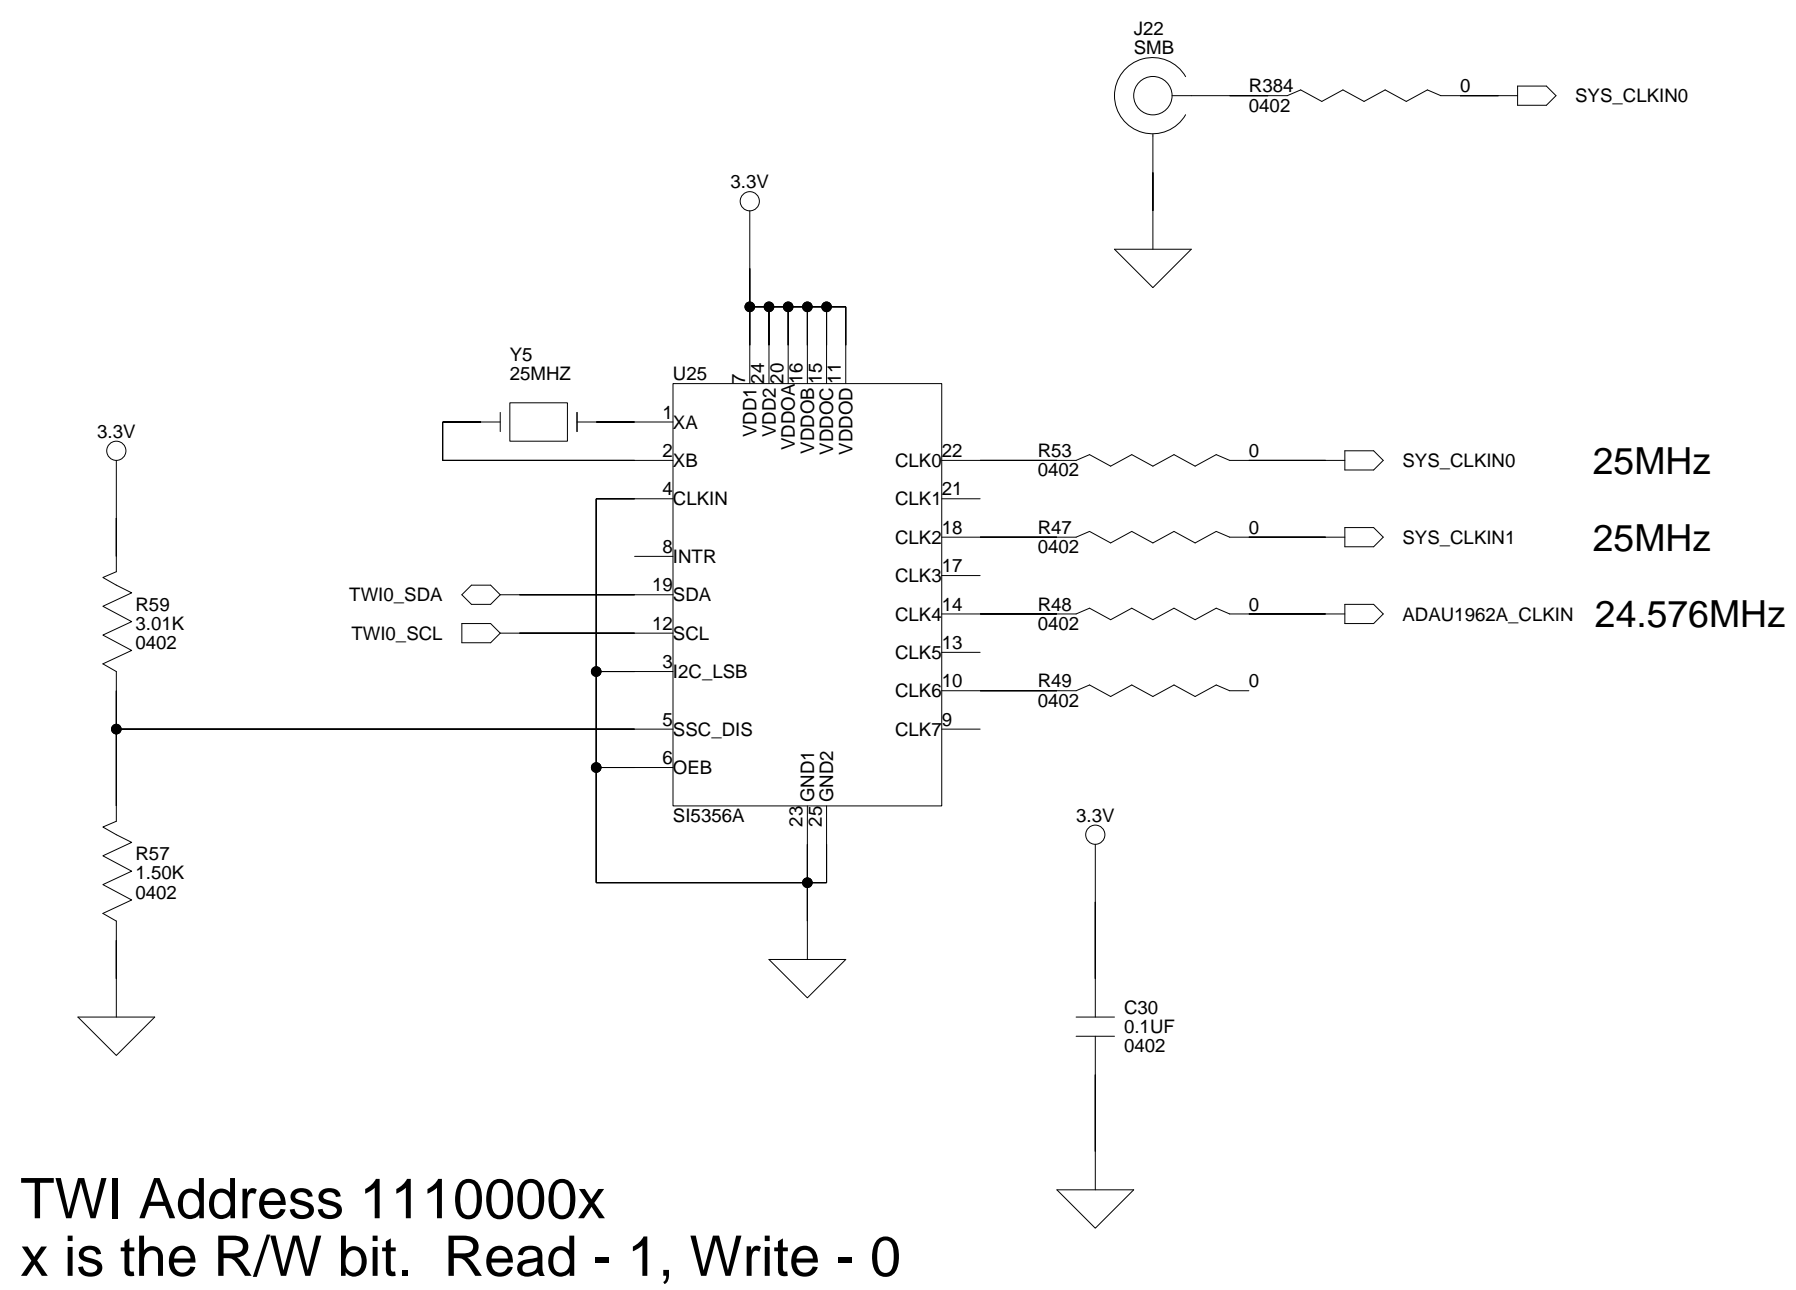 J22
SMB
R384
0
0402
SYS_CLKIN0
3.3V
Y5
25MHZ
U25
7
24
20
16
15
11
VDD1
VDD2
VDDOA
VDDOB
VDDOC
VDDOD
1
XA
2
XB
4
CLKIN
8
INTR
TWI0_SDA
19
SDA
TWI0_SCL
12
SCL
3
I2C_LSB
5
SSC_DIS
6
OEB
GND1
GND2
23
25
SI5356A
CLK0
22
R53
0402
0
SYS_CLKIN0
25MHz
CLK1
21
CLK2
18
R47
0402
0
SYS_CLKIN1
25MHz
CLK3
17
CLK4
14
R48
0402
0
ADAU1962A_CLKIN
24.576MHz
CLK5
13
CLK6
10
R49
0402
0
CLK7
9
3.3V
R59
3.01K
0402
R57
1.50K
0402
3.3V
C30
0.1UF
0402
TWI Address 1110000x
x is the R/W bit.  Read - 1, Write - 0